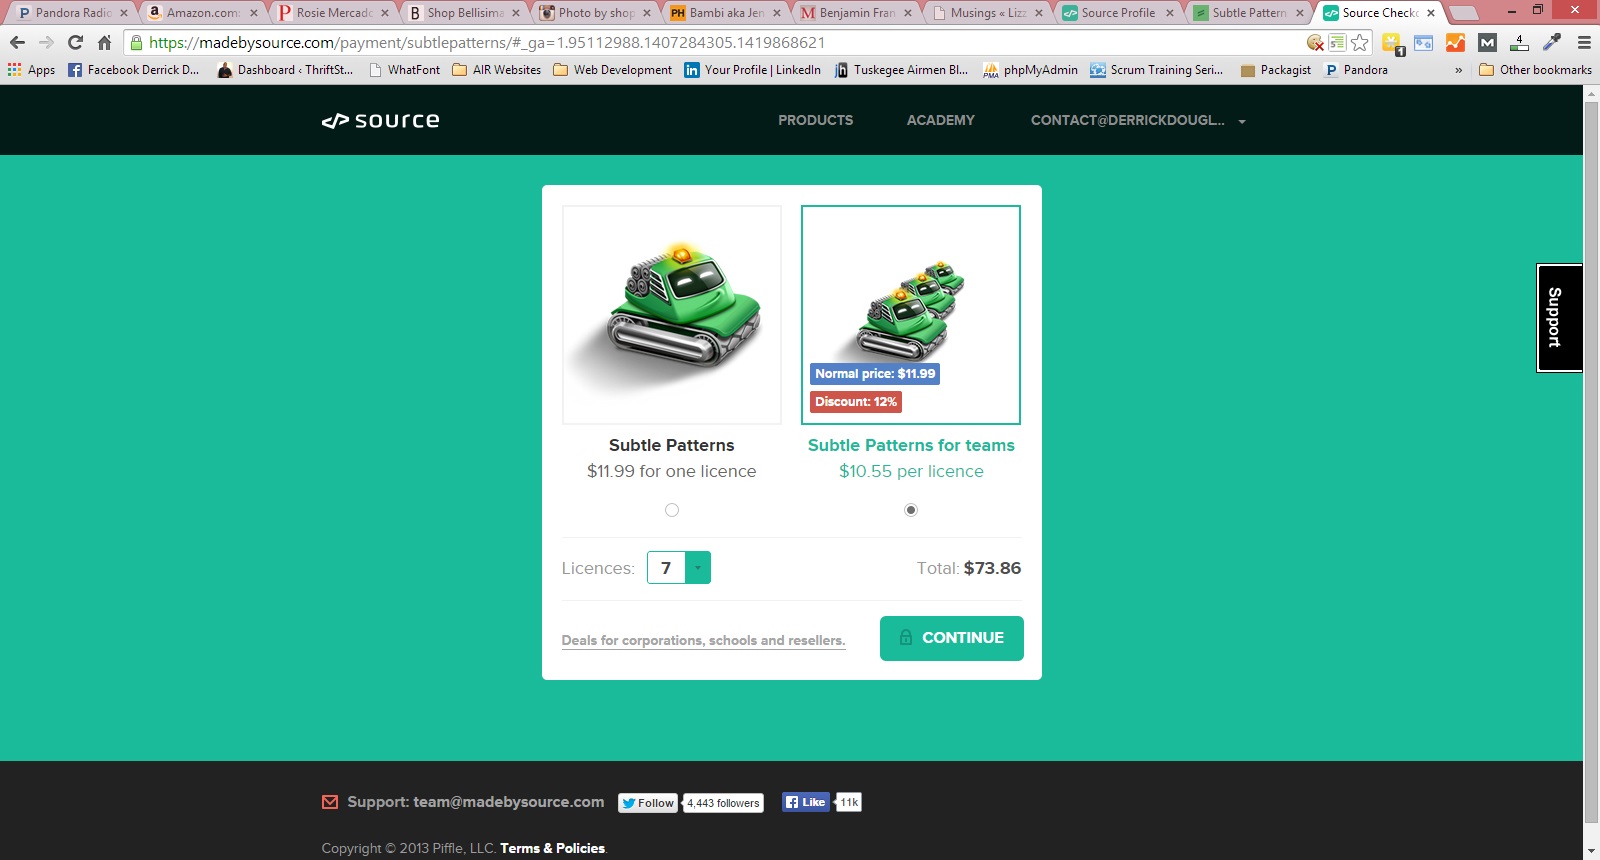 Pandora Radio
Amazon.com:
Rosie Mercado
Shop Bellisima
Photo by shop
Bambi aka Jen
Benjamin Fran
Musings « Lizz
Source Profile
Subtle Pattern
Source Checko
https://madebysource.com/payment/subtlepatterns/#_ga=1.95112988.1407284305.1419868621
1
4
Apps
Facebook Derrick D...
Dashboard ‹ ThriftSt...
WhatFont
AIR Websites
Web Development
Your Profile | LinkedIn
Tuskegee Airmen Bl...
phpMyAdmin
Scrum Training Seri...
Packagist
Pandora
»
Other bookmarks
</> source
PRODUCTS
ACADEMY
CONTACT@DERRICKDOUGL...
Support
Normal price: $11.99
Discount: 12%
Subtle Patterns
$11.99 for one licence
Subtle Patterns for teams
$10.55 per licence
Licences: 7
Total: $73.86
Deals for corporations, schools and resellers.
CONTINUE
Support: team@madebysource.com
Follow
4,443 followers
Like
11k
Copyright © 2013 Piffle, LLC. Terms & Policies.